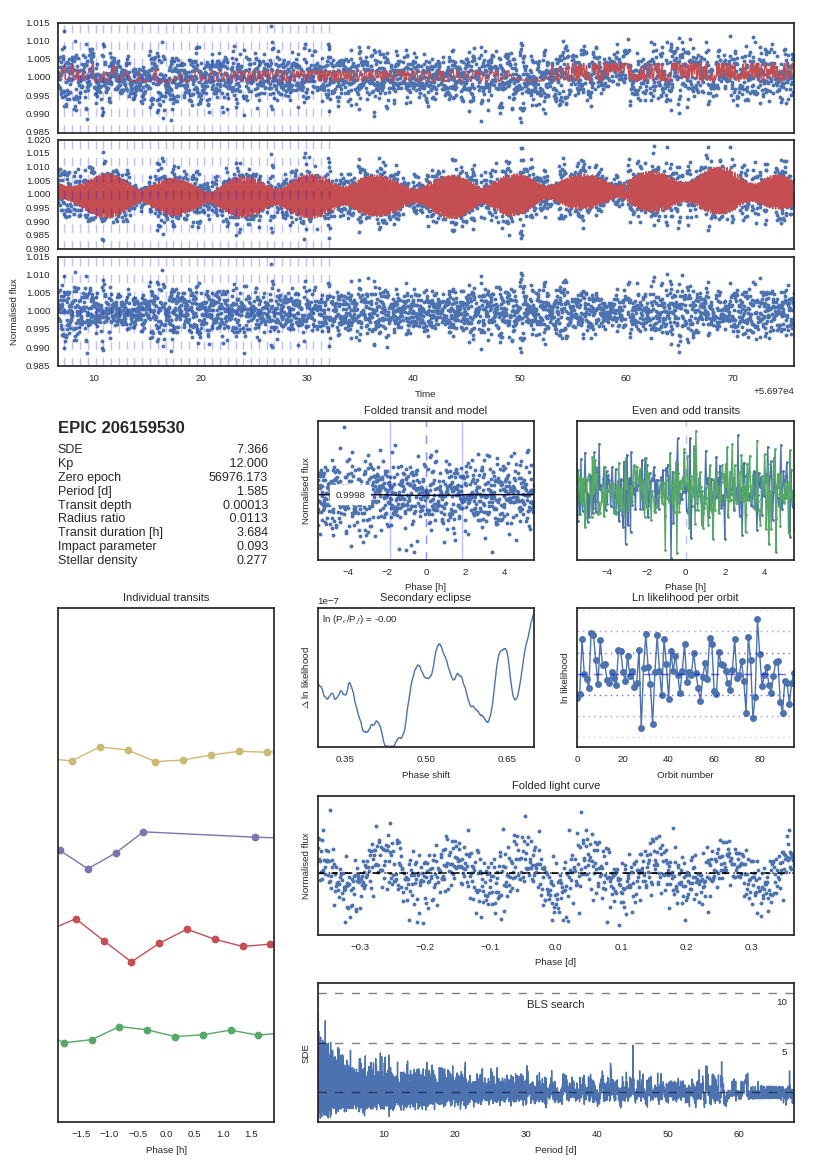 1.015
1.010
1.005
1.000
0.995
0.990
0.985
1.020
1.015
1.010
1.005
1.000
0.995
0.990
0.985
0.980
1.015
1.010
1.005
1.000
0.995
0.990
0.985
Normalised flux
10 20 30 40 50 60 70
Time
+5.697e4
EPIC 206159530
SDE 7.366
Kp 12.000
Zero epoch 56976.173
Period [d] 1.585
Transit depth 0.00013
Radius ratio 0.0113
Transit duration [h] 3.684
Impact parameter 0.093
Stellar density 0.277
Folded transit and model
Normalised flux
0.9998
−4 −2 0 2 4
Phase [h]
Even and odd transits
−4 −2 0 2 4
Phase [h]
Individual transits
−1.5 −1.0 −0.5 0.0 0.5 1.0 1.5
Phase [h]
Secondary eclipse
1e−7
ln (Pₑ/P_f) = -0.00
Δ ln likelihood
0.35 0.50 0.65
Phase shift
Ln likelihood per orbit
ln likelihood
0 20 40 60 80
Orbit number
Folded light curve
Normalised flux
−0.3 −0.2 −0.1 0.0 0.1 0.2 0.3
Phase [d]
BLS search
10
5
SDE
10 20 30 40 50 60
Period [d]